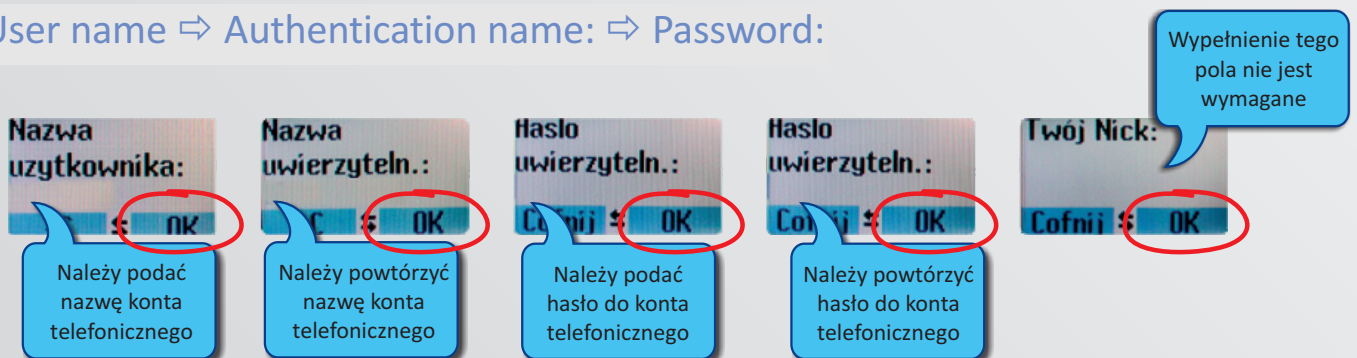 User name ⇨ Authentication name: ⇨ Password:
Wypełnienie tego
pola nie jest
wymagane
Nazwa
uzytkownika:
OK
Należy podać
nazwę konta
telefonicznego
Nazwa
uwierzyteln.:
C OK
Należy powtórzyć
nazwę konta
telefonicznego
Haslo
uwierzyteln.:
Cofnij OK
Należy podać
hasło do konta
telefonicznego
Haslo
uwierzyteln.:
Cofnij OK
Należy powtórzyć
hasło do konta
telefonicznego
Twój Nick:
Cofnij OK